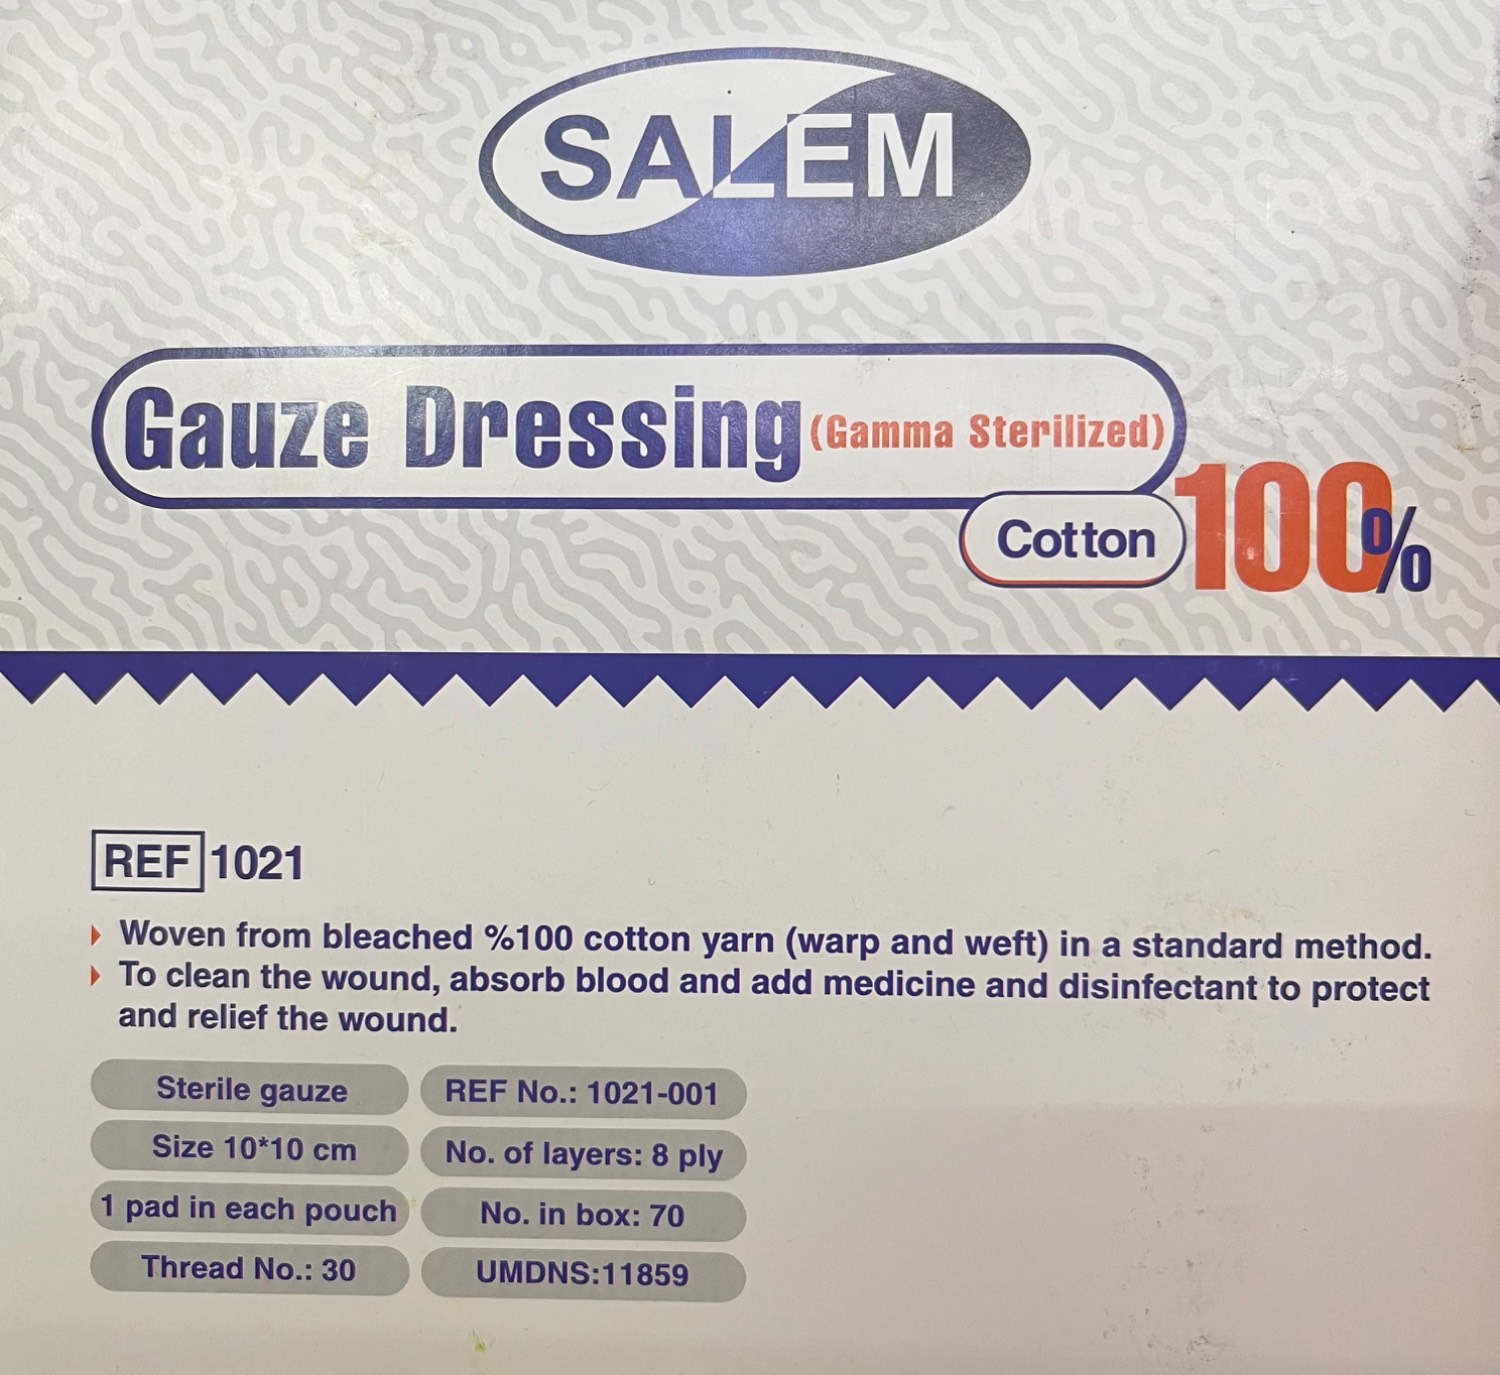 SALEM
Gauze Dressing (Gamma Sterilized)
Cotton 100%
REF 1021
Woven from bleached %100 cotton yarn (warp and weft) in a standard method.
To clean the wound, absorb blood and add medicine and disinfectant to protect
and relief the wound.
Sterile gauze REF No.: 1021-001
Size 10*10 cm No. of layers: 8 ply
1 pad in each pouch No. in box: 70
Thread No.: 30 UMDNS:11859